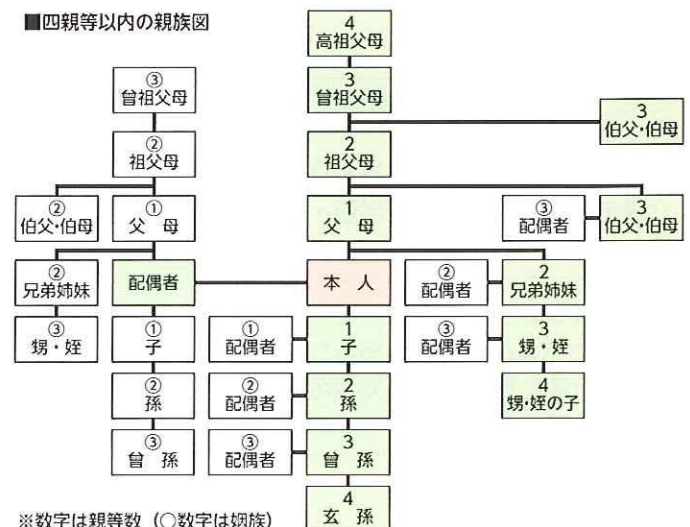 ■四親等以内の親族図
4
高祖父母
③
曾祖父母
3
曾祖父母
3
伯父・伯母
②
祖父母
2
祖父母
②
伯父・伯母
①
父 母
1
父 母
③
配偶者
3
伯父・伯母
②
兄弟姉妹
配偶者
本 人
②
配偶者
2
兄弟姉妹
③
甥・姪
①
子
①
配偶者
1
子
③
配偶者
3
甥・姪
②
孫
②
配偶者
2
孫
4
甥・姪の子
③
曾 孫
③
配偶者
3
曾 孫
4
玄 孫
※数字は親等数(○数字は姻族)